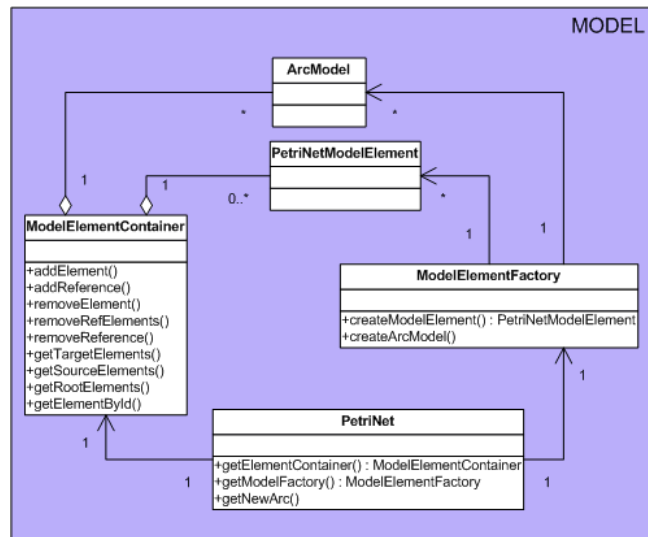 MODEL
ArcModel
*
*
PetriNetModelElement
1
1
0..*
*
1
1
ModelElementContainer
+addElement()
+addReference()
+removeElement()
+removeRefElements()
+removeReference()
+getTargetElements()
+getSourceElements()
+getRootElements()
+getElementById()
ModelElementFactory
+createModelElement() : PetriNetModelElement
+createArcModel()
1
1
PetriNet
+getElementContainer() : ModelElementContainer
+getModelFactory() : ModelElementFactory
+getNewArc()
1
1